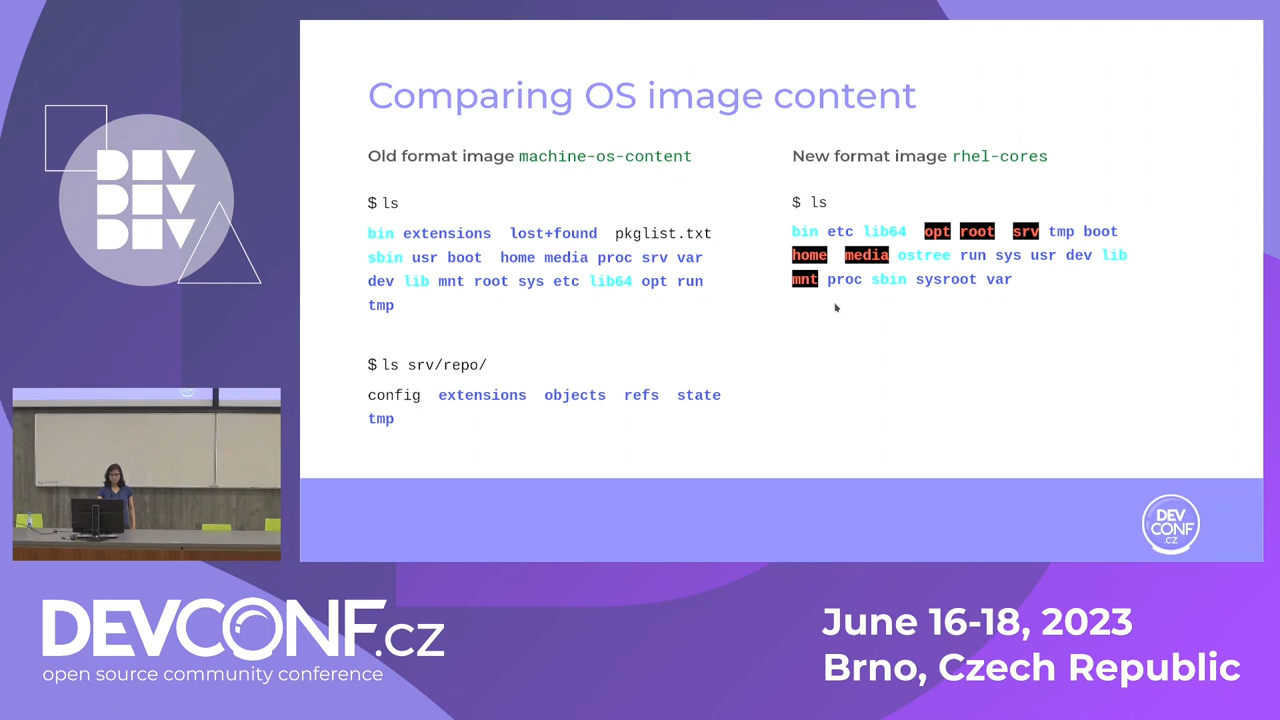 DEV
DEV
DEV
Comparing OS image content
Old format image machine-os-content
$ ls
bin extensions lost+found pkglist.txt
sbin usr boot home media proc srv var
dev lib mnt root sys etc lib64 opt run
tmp
$ ls srv/repo/
config extensions objects refs state
tmp
New format image rhel-cores
$ ls
bin etc lib64 opt root srv tmp boot
home media ostree run sys usr dev lib
mnt proc sbin sysroot var
DEV
CONF
.CZ
DEVCONF.cz
open source community conference
June 16-18, 2023
Brno, Czech Republic